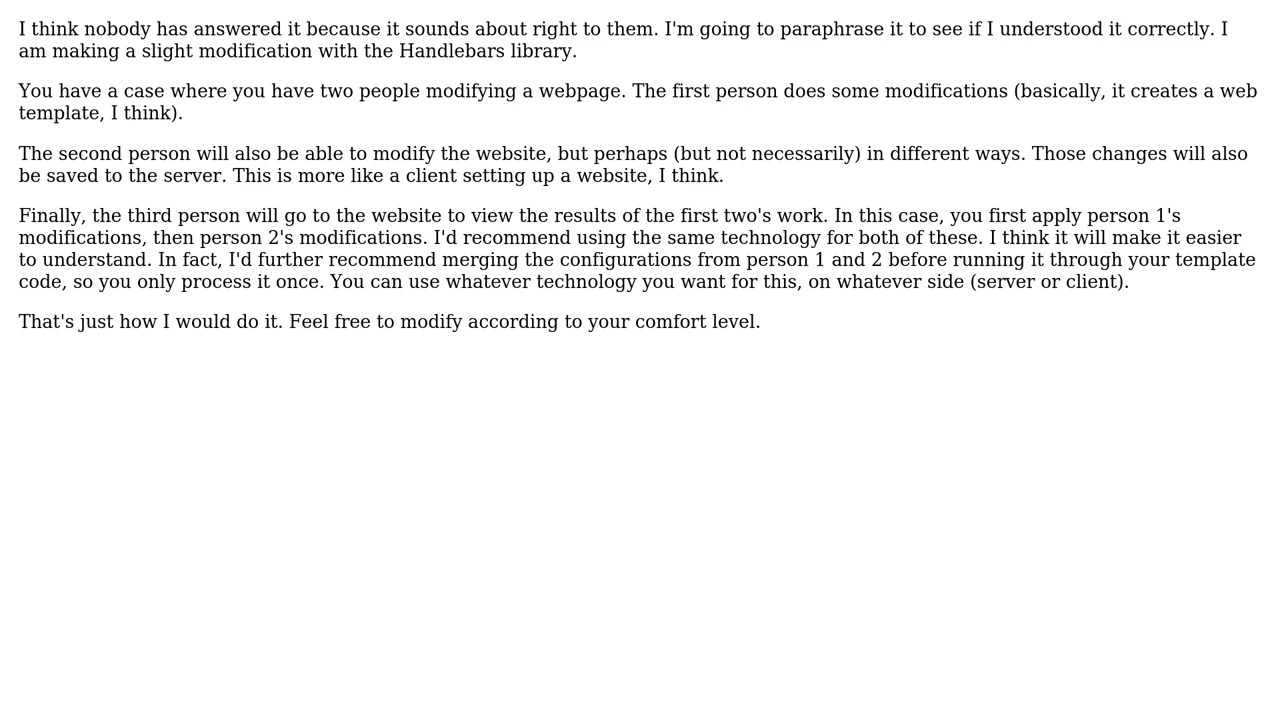 I think nobody has answered it because it sounds about right to them. I'm going to paraphrase it to see if I understood it correctly. I
am making a slight modification with the Handlebars library.
You have a case where you have two people modifying a webpage. The first person does some modifications (basically, it creates a web
template, I think).
The second person will also be able to modify the website, but perhaps (but not necessarily) in different ways. Those changes will also
be saved to the server. This is more like a client setting up a website, I think.
Finally, the third person will go to the website to view the results of the first two's work. In this case, you first apply person 1's
modifications, then person 2's modifications. I'd recommend using the same technology for both of these. I think it will make it easier
to understand. In fact, I'd further recommend merging the configurations from person 1 and 2 before running it through your template
code, so you only process it once. You can use whatever technology you want for this, on whatever side (server or client).
That's just how I would do it. Feel free to modify according to your comfort level.